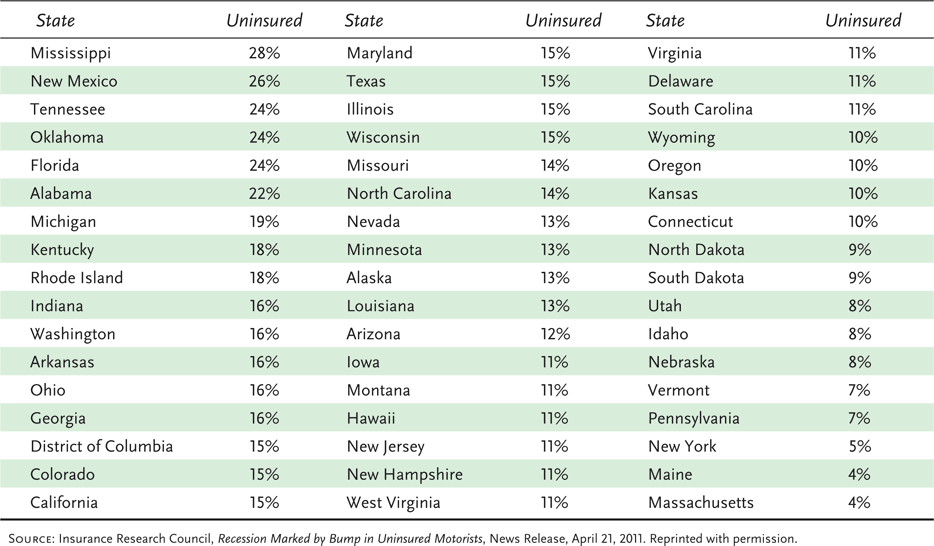 State Uninsured State Uninsured State Uninsured
Mississippi 28% Maryland 15% Virginia 11%
New Mexico 26% Texas 15% Delaware 11%
Tennessee 24% Illinois 15% South Carolina 11%
Oklahoma 24% Wisconsin 15% Wyoming 10%
Florida 24% Missouri 14% Oregon 10%
Alabama 22% North Carolina 14% Kansas 10%
Michigan 19% Nevada 13% Connecticut 10%
Kentucky 18% Minnesota 13% North Dakota 9%
Rhode Island 18% Alaska 13% South Dakota 9%
Indiana 16% Louisiana 13% Utah 8%
Washington 16% Arizona 12% Idaho 8%
Arkansas 16% Iowa 11% Nebraska 8%
Ohio 16% Montana 11% Vermont 7%
Georgia 16% Hawaii 11% Pennsylvania 7%
District of Columbia 15% New Jersey 11% New York 5%
Colorado 15% New Hampshire 11% Maine 4%
California 15% West Virginia 11% Massachusetts 4%
SOURCE: Insurance Research Council, Recession Marked by Bump in Uninsured Motorists, News Release, April 21, 2011. Reprinted with permission.